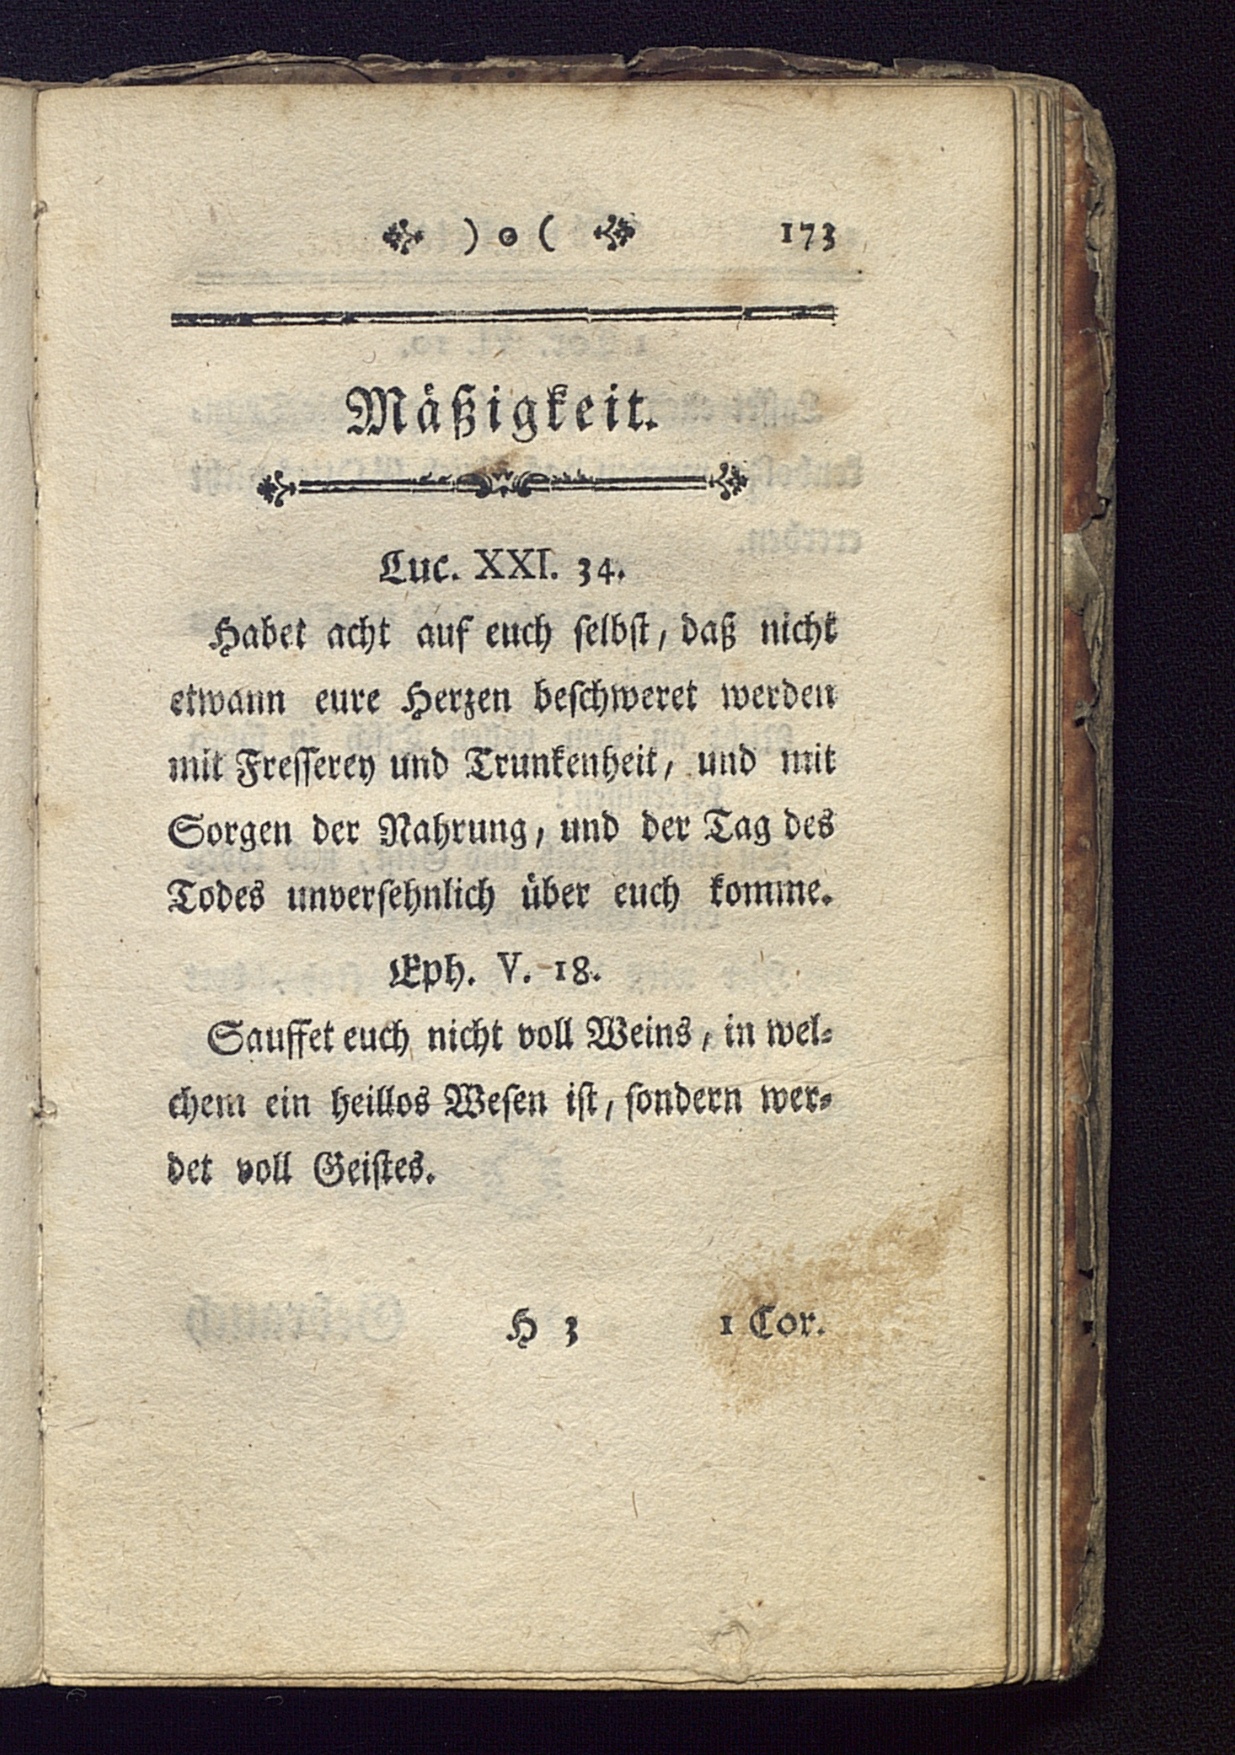 ) o ( 173
Mäßigkeit.
Luc. XXI. 34.
Habet acht auf euch selbst, daß nicht
etwann eure Herzen beschweret werden
mit Fresserey und Trunkenheit, und mit
Sorgen der Nahrung, und der Tag des
Todes unversehnlich über euch komme.
Eph. V. 18.
Sauffet euch nicht voll Weins, in wel-
chem ein heillos Wesen ist, sondern wer-
det voll Geistes.
H 3 1 Cor.